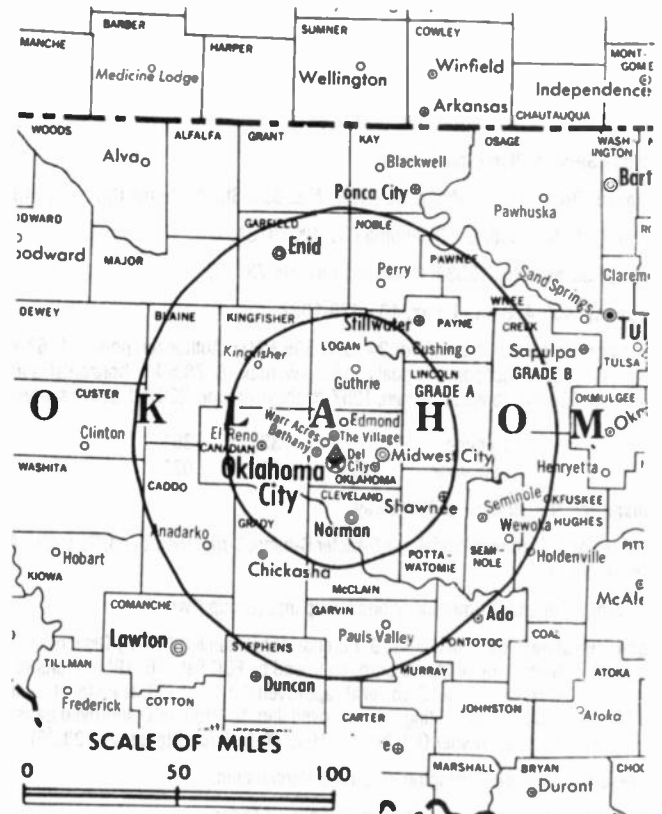 BARBER
SUMNER
COWLEY
MANCHE
HARPER
MONT-
GOME
Medicine Lodge
Wellington
Winfield
Independence
Arkansas
CHAUTAUQUA
WOODS
ALFALFA
GRANT
KAY
OSAGE
WASH
INGTON
Alva
Blackwell
Ponca City
Bart
Pawhuska
GARFIELD
NOBLE
ODWARD
oodward
MAJOR
Enid
PAWNEE
Perry
Sand Springs
Clarem
DEWEY
BLAINE
KINGFISHER
Stillwater
PAYNE
CREEK
Tul
LOGAN
Kingfisher
Cushing
Sapulpa
TULSA
Guthrie
LINCOLN
GRADE A
GRADE B
CUSTER
OKMULGEE
O K L A H O M
Edmond
Okm
Clinton
El Reno
Warr Acres
The Village
Bethany
CANADIAN
Del
City
Midwest City
WASHITA
Oklahoma
City
OKLAHOMA
Henryetta
CADDO
CLEVELAND
Shawnee
Seminole
OKFUSKEE
GRADY
Norman
Wewoka
HUGHES
Anadarko
POTTA-
WATOMIE
SEMI-
NOLE
Holdenville
PITT
Hobart
KIOWA
Chickasha
McCLAIN
McAle
COMANCHE
GARVIN
Ada
Lawton
Pauls Valley
PONTOTOC
COAL
TILLMAN
STEPHENS
MURRAY
ATOKA
Duncan
Frederick
COTTON
JOHNSTON
Atoka
CARTER
SCALE OF MILES
e
MARSHALL
BRYAN
CHOC
0 50 100
Duront